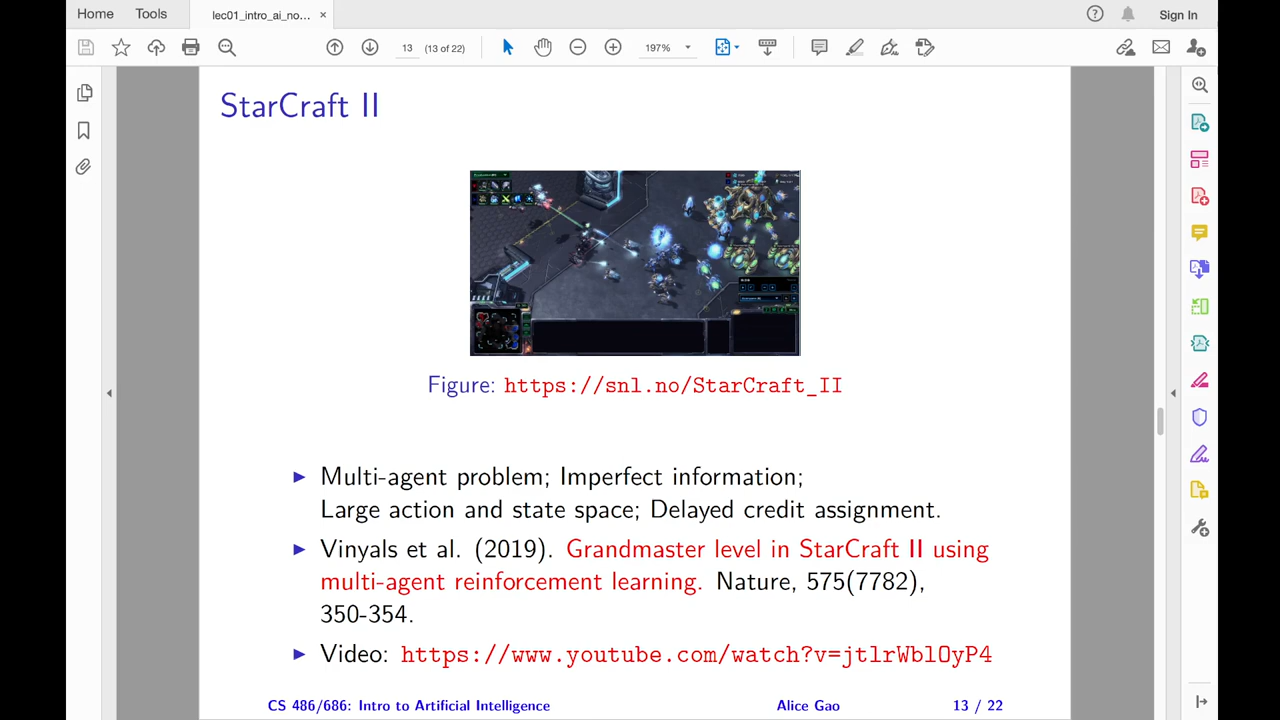 Home Tools lec01_intro_ai_no... × Sign In
13 (13 of 22) 197%
StarCraft II
Figure: https://snl.no/StarCraft_II
Multi-agent problem; Imperfect information;
Large action and state space; Delayed credit assignment.
Vinyals et al. (2019). Grandmaster level in StarCraft II using
multi-agent reinforcement learning. Nature, 575(7782),
350-354.
Video: https://www.youtube.com/watch?v=jtlrWblOyP4
CS 486/686: Intro to Artificial Intelligence Alice Gao 13 / 22